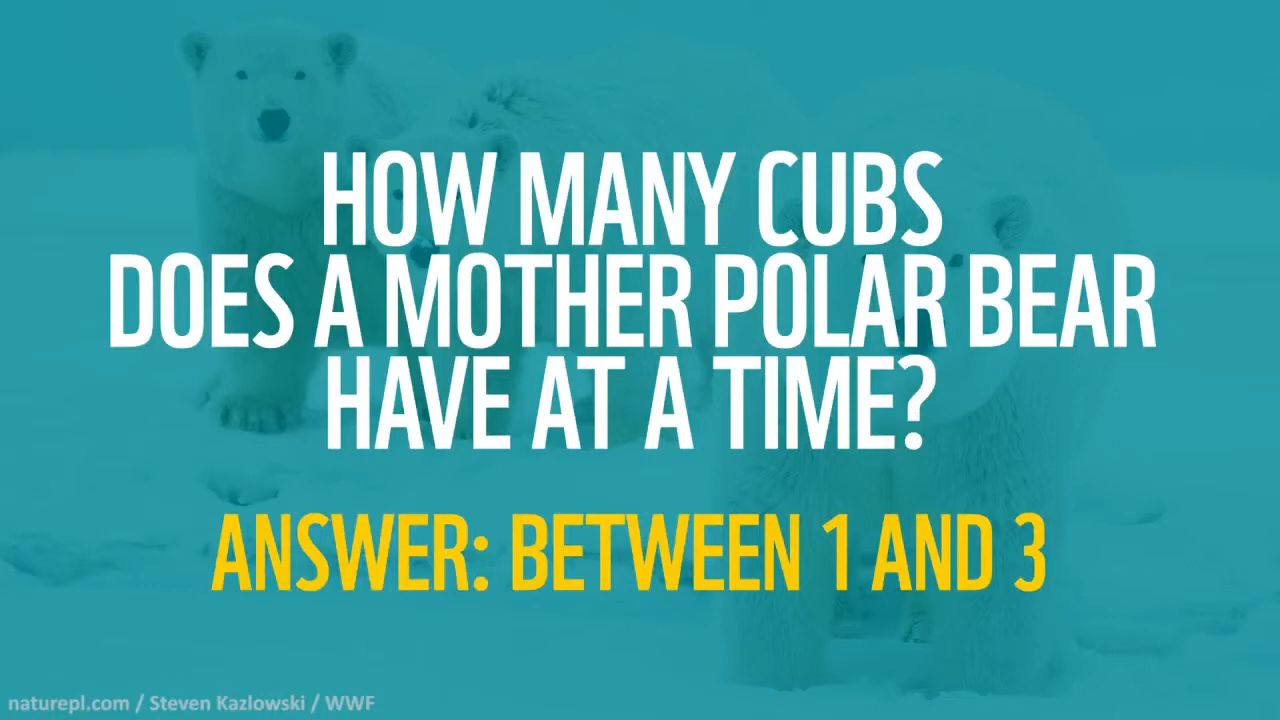 HOW MANY CUBS
DOES A MOTHER POLAR BEAR
HAVE AT A TIME?
ANSWER: BETWEEN 1 AND 3
naturepl.com / Steven Kazlowski / WWF